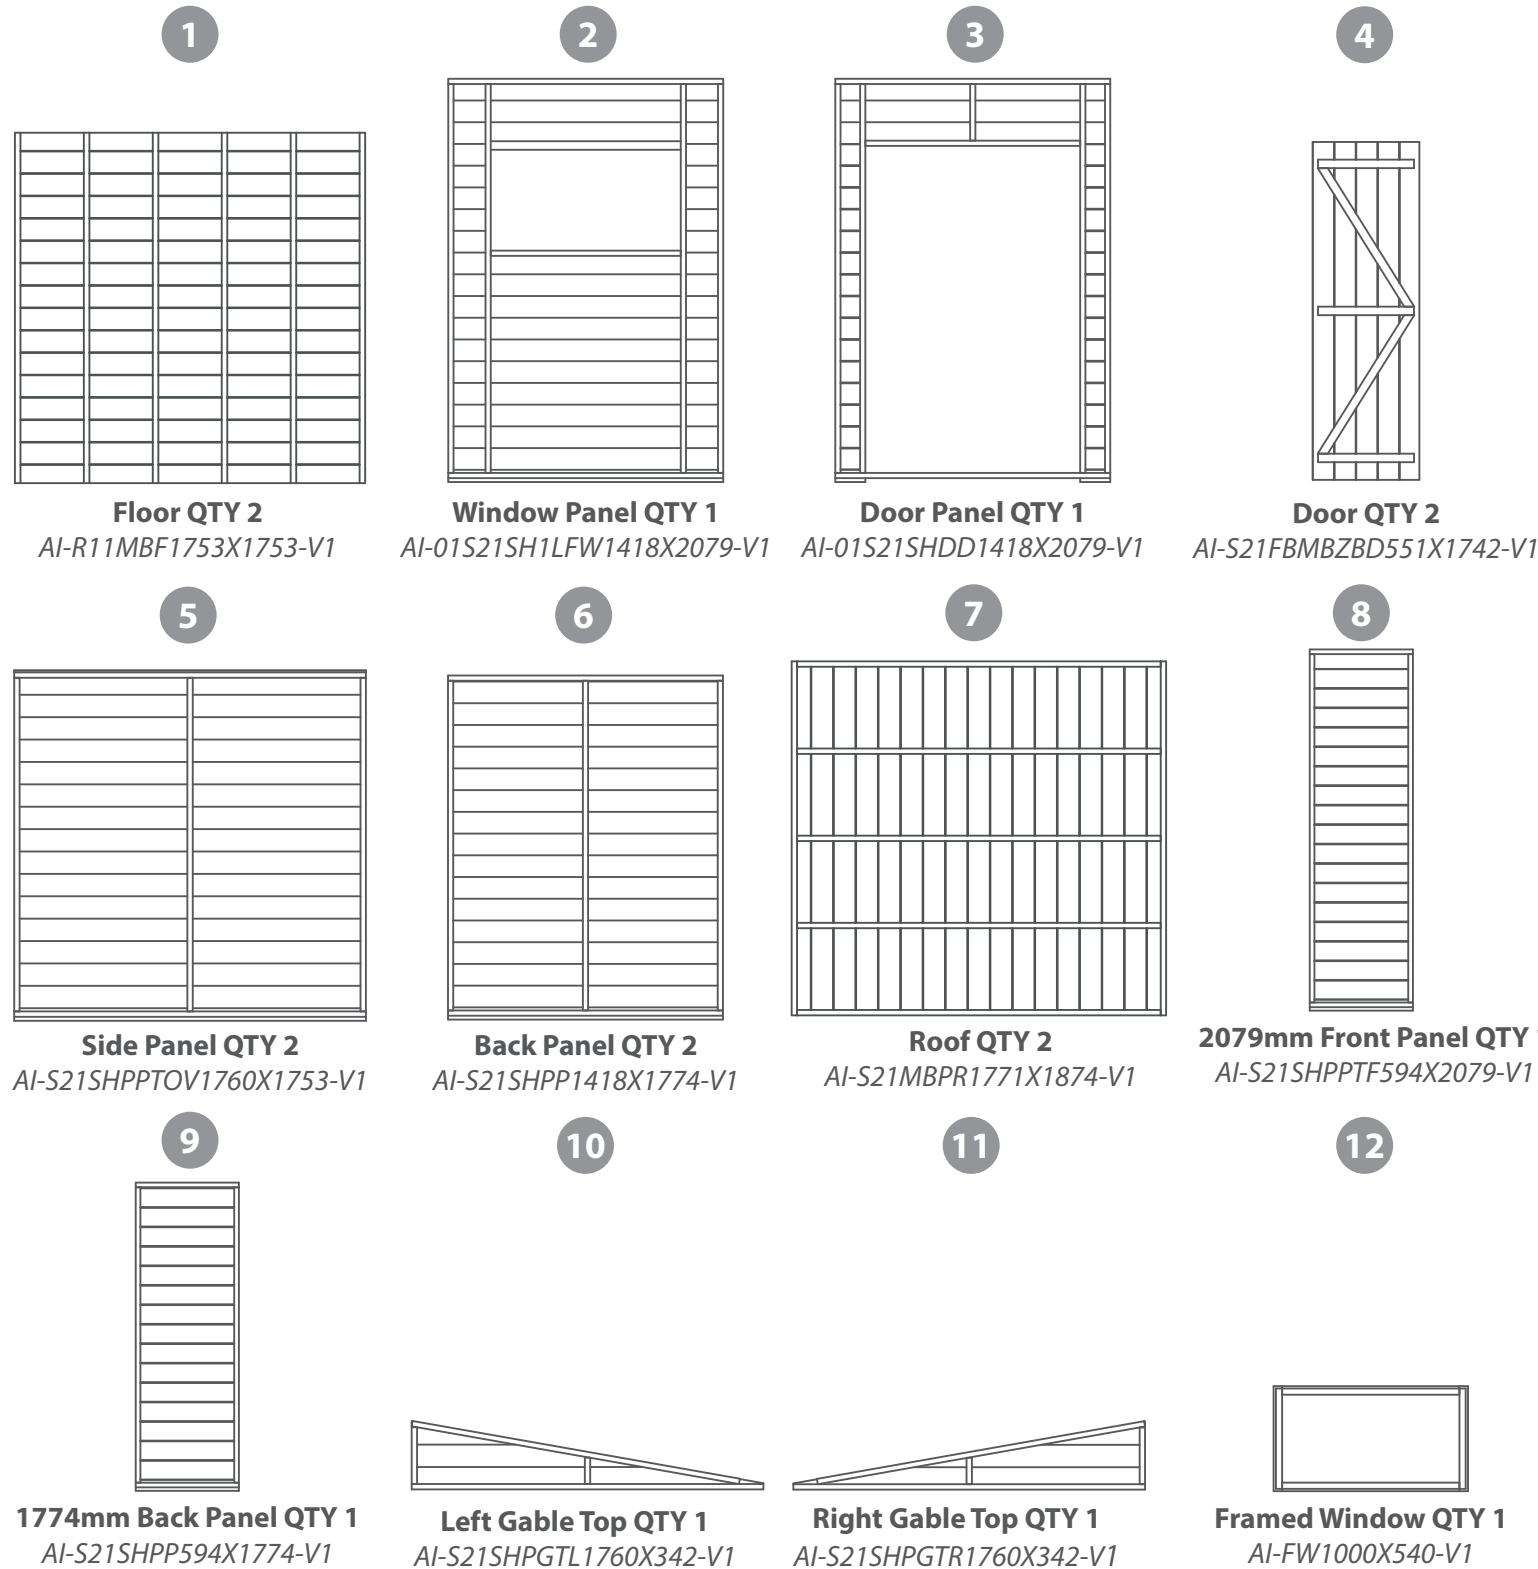 1
2
3
4
Floor QTY 2
AI-R11MBF1753X1753-V1
Window Panel QTY 1
AI-01S21SH1LFW1418X2079-V1
Door Panel QTY 1
AI-01S21SHDD1418X2079-V1
Door QTY 2
AI-S21FBMBZBD551X1742-V1
5
6
7
8
Side Panel QTY 2
AI-S21SHPPTOV1760X1753-V1
Back Panel QTY 2
AI-S21SHPP1418X1774-V1
Roof QTY 2
AI-S21MBPR1771X1874-V1
2079mm Front Panel QTY
AI-S21SHPPTF594X2079-V1
9
10
11
12
1774mm Back Panel QTY 1
AI-S21SHPP594X1774-V1
Left Gable Top QTY 1
AI-S21SHPGTL1760X342-V1
Right Gable Top QTY 1
AI-S21SHPGTR1760X342-V1
Framed Window QTY 1
AI-FW1000X540-V1